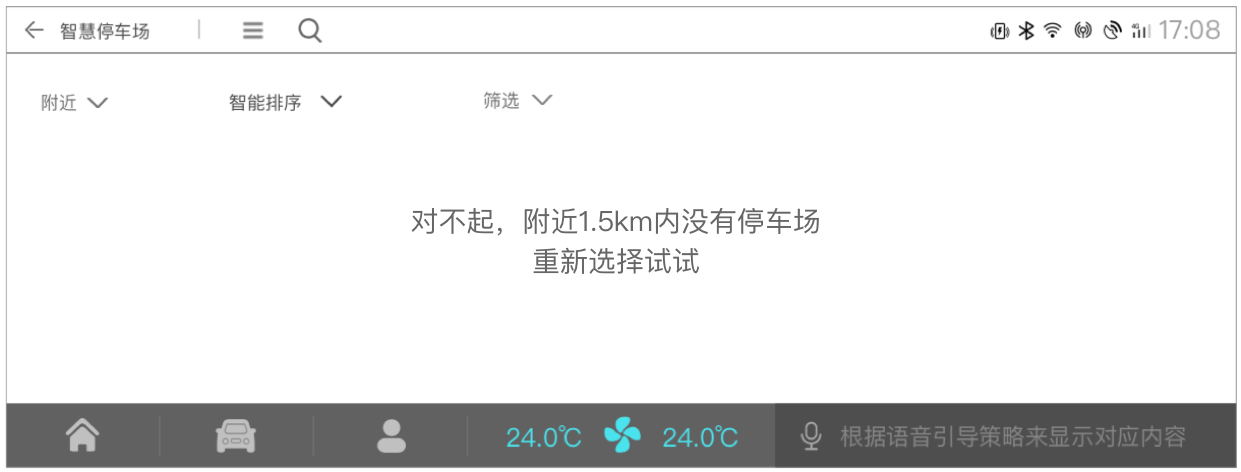 智慧停车场
4G 17:08
附近 智能排序 筛选
对不起，附近1.5km内没有停车场
重新选择试试
24.0℃ 24.0℃ 根据语音引导策略来显示对应内容